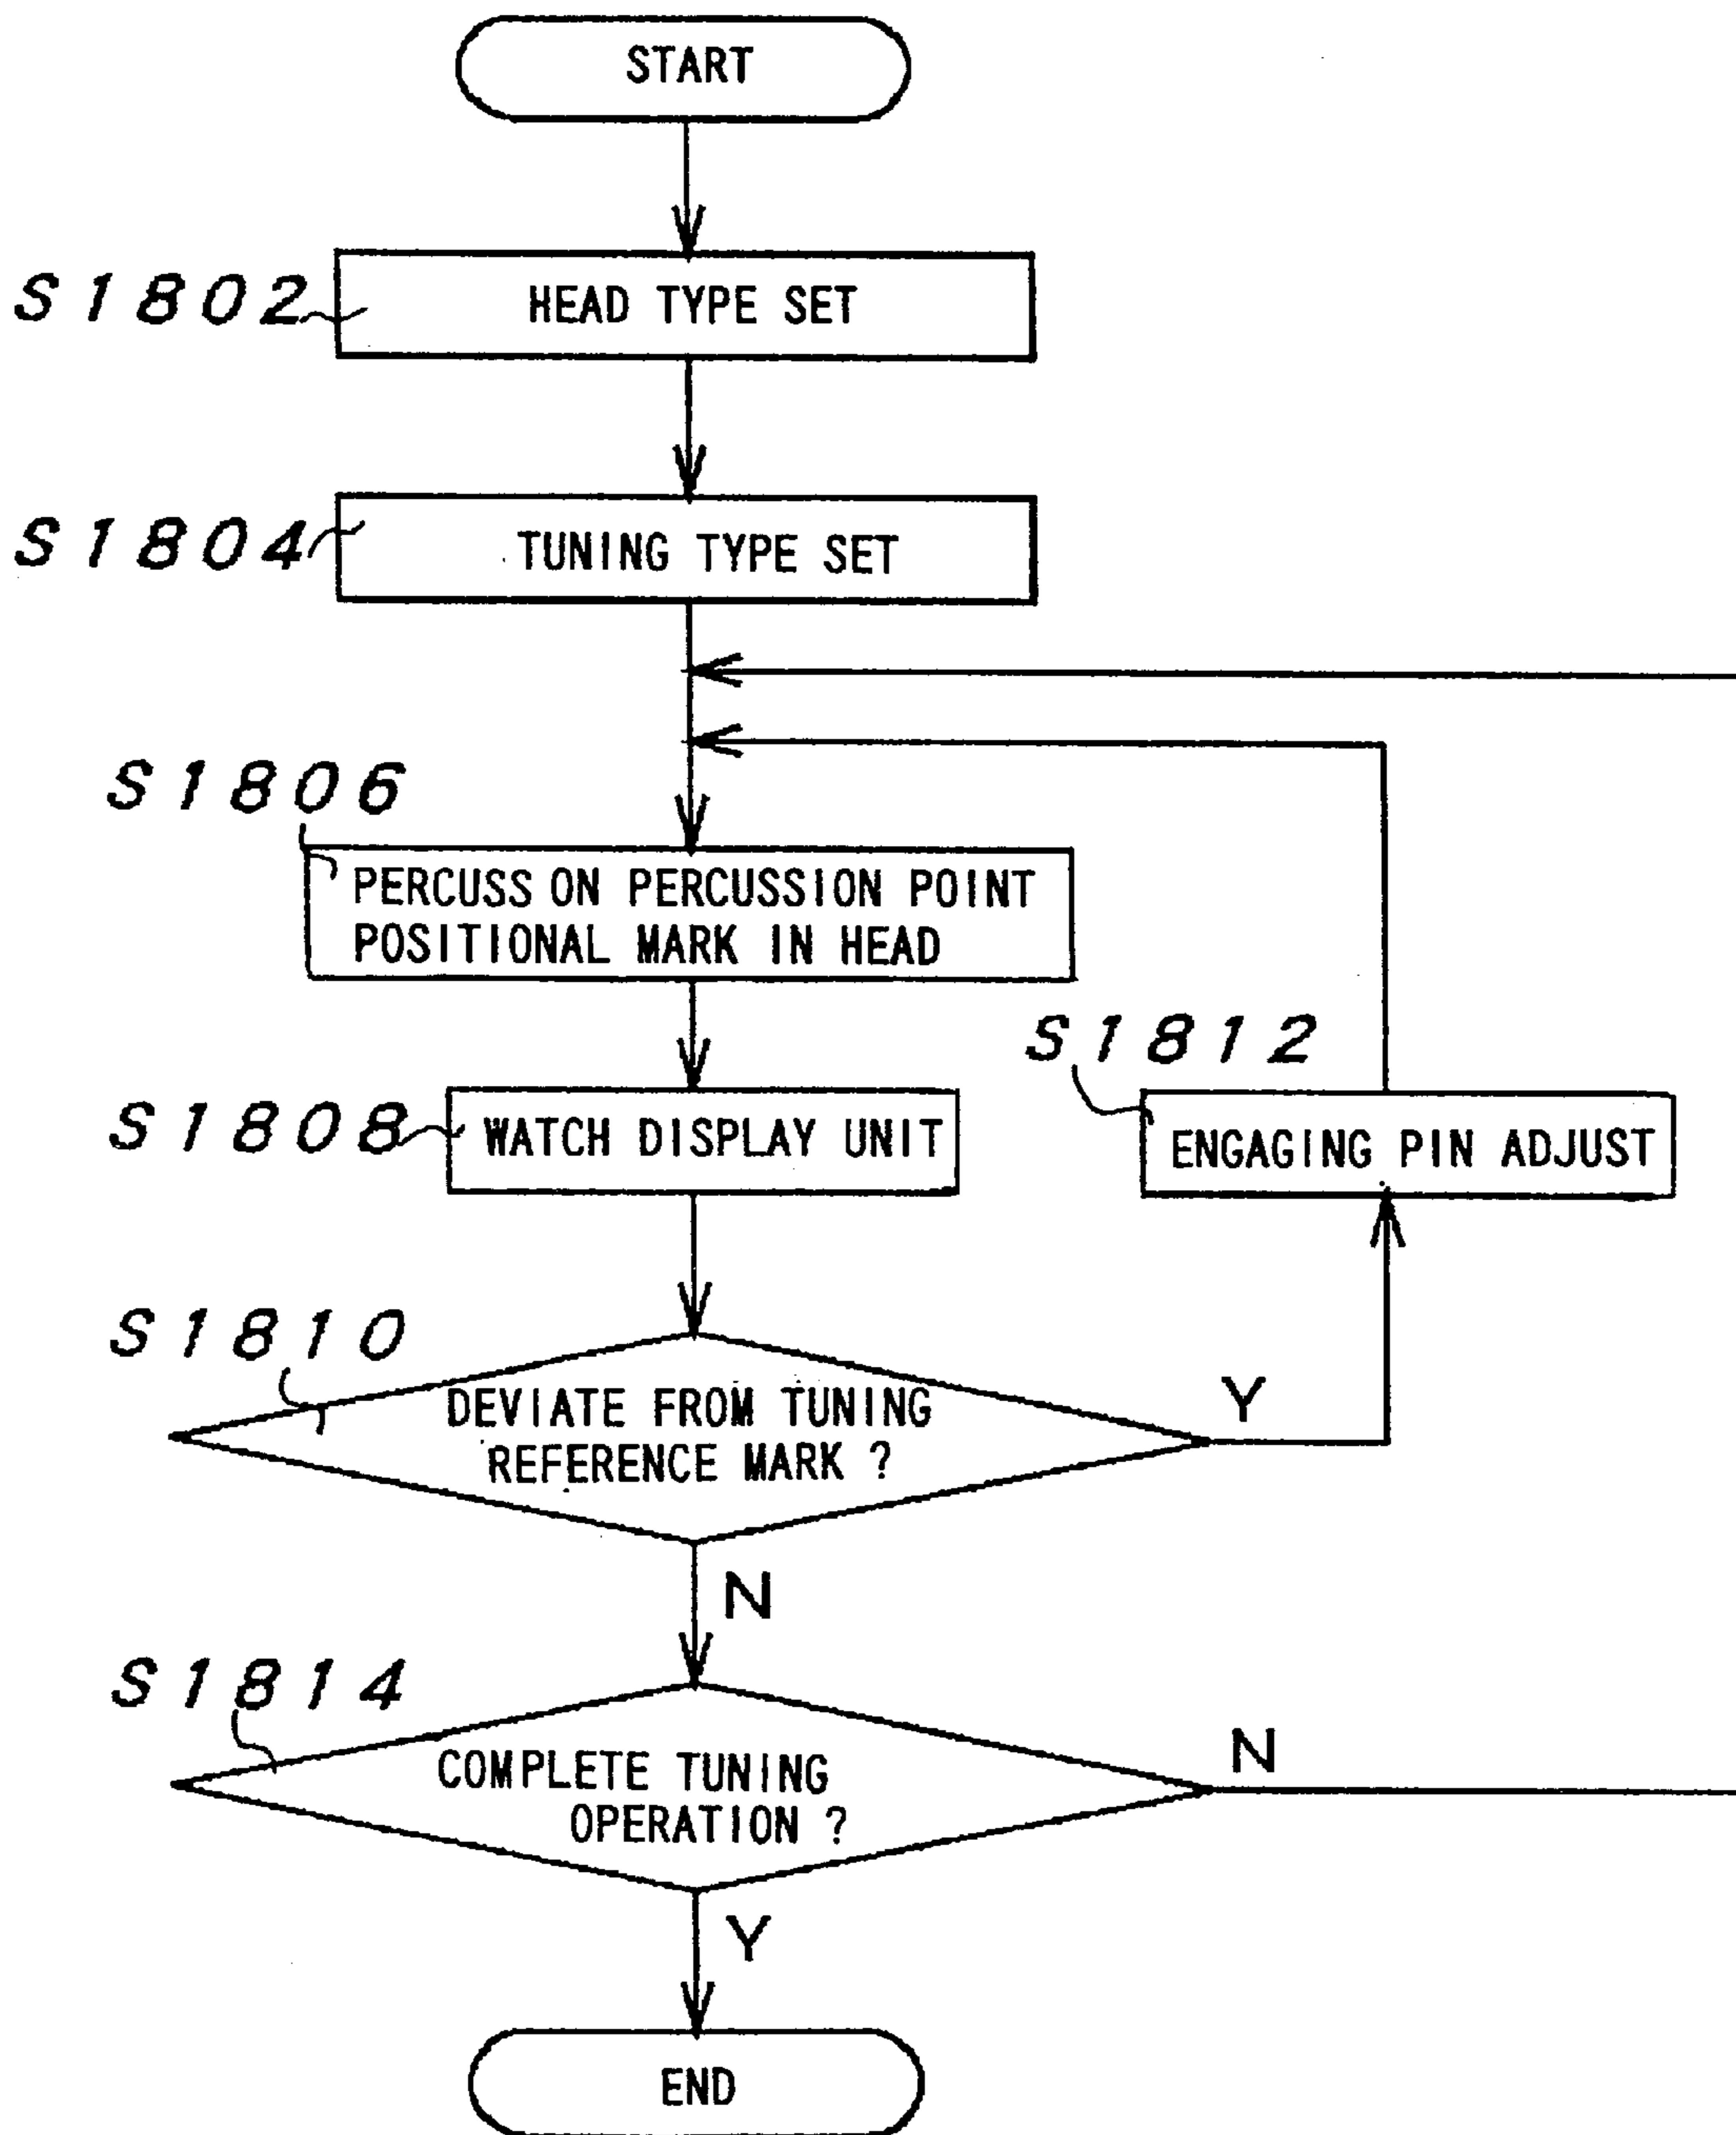 START
S1802
HEAD TYPE SET
S1804
TUNING TYPE SET
S1806
PERCUSS ON PERCUSSION POINT
POSITIONAL MARK IN HEAD
S1812
S1808
WATCH DISPLAY UNIT
ENGAGING PIN ADJUST
S1810
DEVIATE FROM TUNING
REFERENCE MARK ?
Y
N
S1814
COMPLETE TUNING
OPERATION ?
N
Y
END